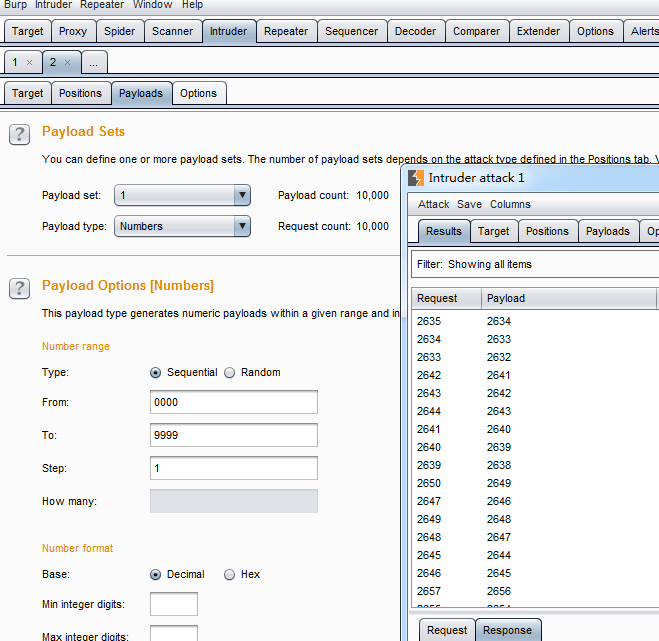 Burp Intruder Repeater Window Help
Target Proxy Spider Scanner Intruder Repeater Sequencer Decoder Comparer Extender Options Alerts
1 × 2 × ...
Target Positions Payloads Options
? Payload Sets
You can define one or more payload sets. The number of payload sets depends on the attack type defined in the Positions tab.
Payload set: 1 Payload count: 10,000
Payload type: Numbers Request count: 10,000
? Payload Options [Numbers]
This payload type generates numeric payloads within a given range and in
Number range
Type: Sequential Random
From: 0000
To: 9999
Step: 1
How many:
Number format
Base: Decimal Hex
Min integer digits:
Max integer digits:
Intruder attack 1
Attack Save Columns
Results Target Positions Payloads Op
Filter: Showing all items
Request Payload
2635 2634
2634 2633
2633 2632
2642 2641
2643 2642
2644 2643
2641 2640
2640 2639
2639 2638
2650 2649
2647 2646
2649 2648
2648 2647
2645 2644
2646 2645
2657 2656
Request Response